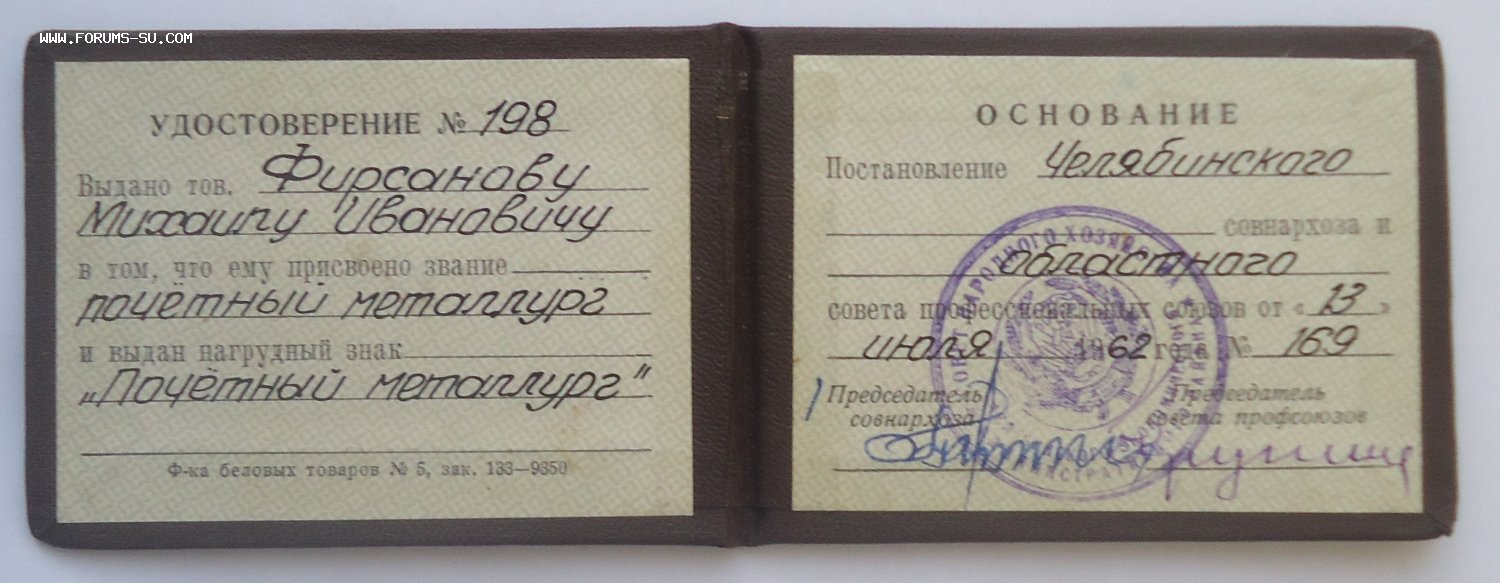 WWW.FORUMS-SU.COM
УДОСТОВЕРЕНИЕ № 198
Выдано тов. Фирсанову
Михаилу Ивановичу
в том, что ему присвоено звание
почётный металлург
и выдан нагрудный знак
„Почётный металлург"
Ф-ка беловых товаров № 5, зак. 133—9350
ОСНОВАНИЕ
Постановление Челябинского
совнархоза и
областного
совета профессиональных союзов от «13»
июля 1962 года № 169
Председатель
совнархоза
Председатель
совета профсоюзов
НАРОДНОГО ХОЗЯЙСТВА